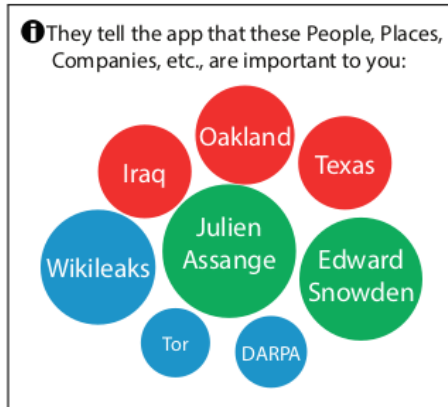 i They tell the app that these People, Places,
Companies, etc., are important to you:
Oakland
Iraq
Texas
Julien
Assange
Wikileaks
Edward
Snowden
Tor
DARPA